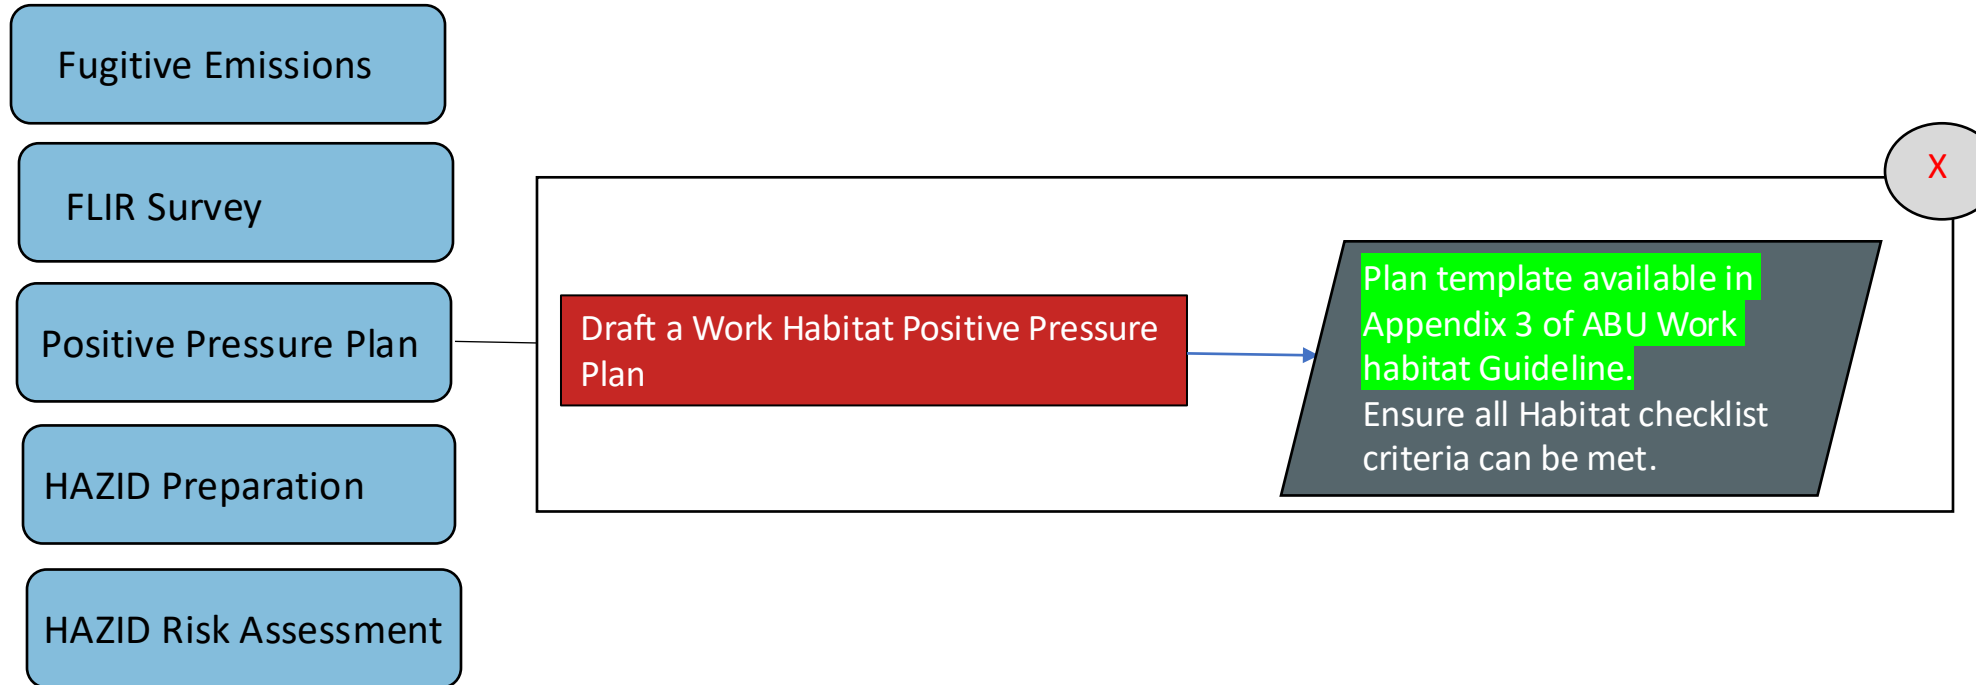 Fugitive Emissions
FLIR Survey
Positive Pressure Plan
HAZID Preparation
HAZID Risk Assessment
X
Draft a Work Habitat Positive Pressure
Plan
Plan template available in
Appendix 3 of ABU Work
habitat Guideline.
Ensure all Habitat checklist
criteria can be met.